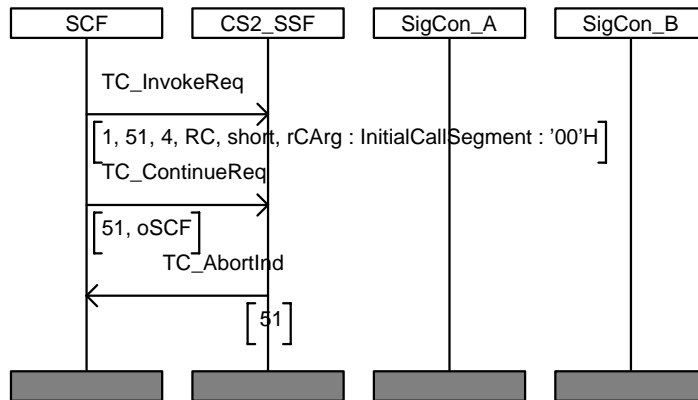 SCF CS2_SSF SigCon_A SigCon_B
TC_InvokeReq
[1, 51, 4, RC, short, rCArg : InitialCallSegment : '00'H]
TC_ContinueReq
[51, oSCF]
TC_AbortInd
[51]